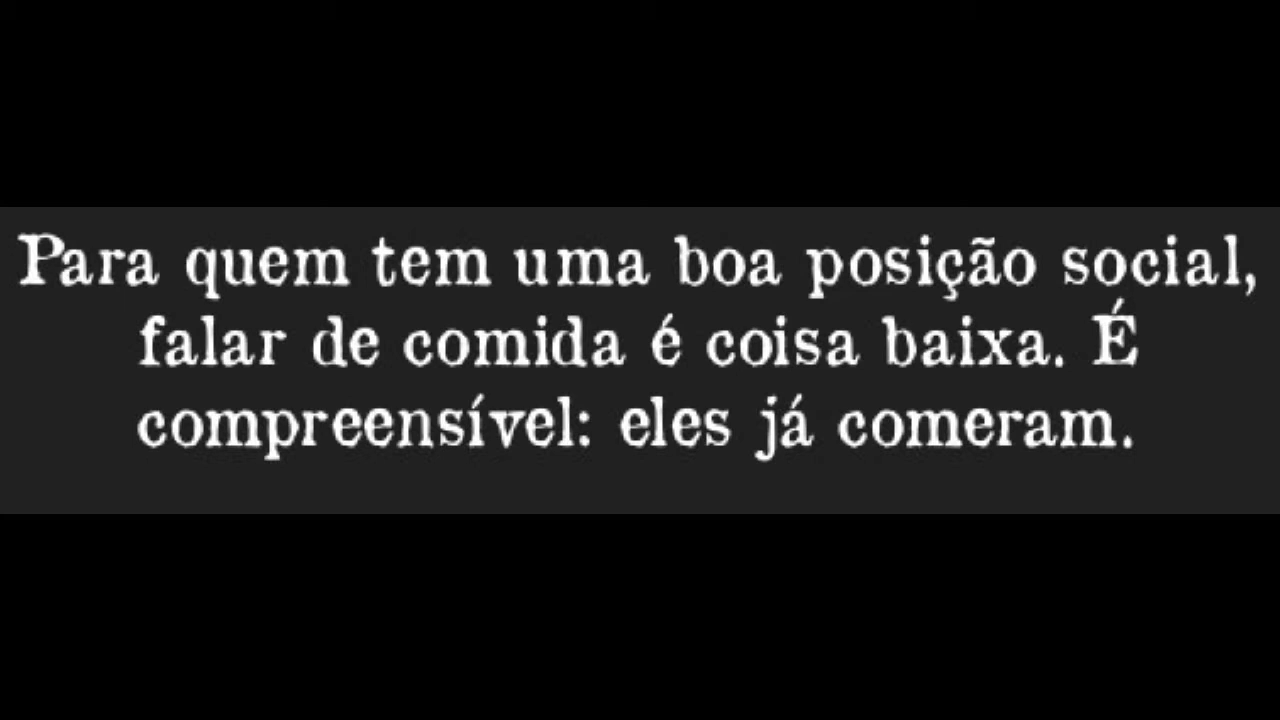 Para quem tem uma boa posição social,
falar de comida é coisa baixa. É
compreensível: eles já comeram.